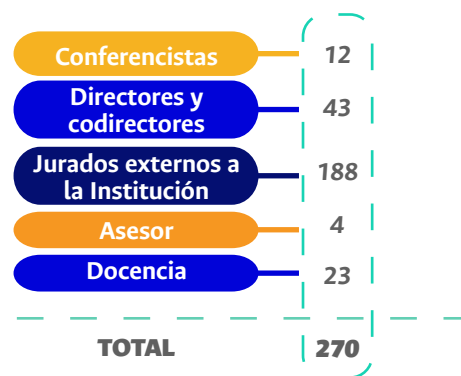 Conferencistas 12
Directores y
codirectores 43
Jurados externos a
la Institución 188
Asesor 4
Docencia 23
TOTAL 270